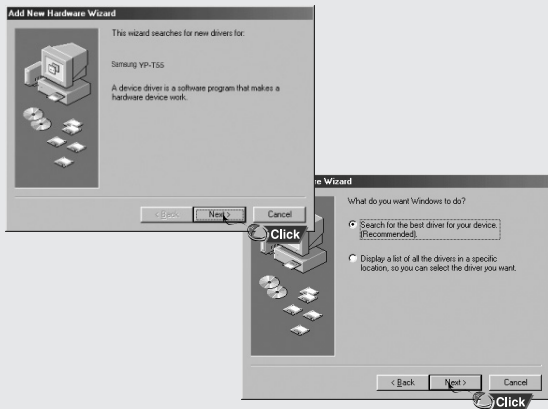 Add New Hardware Wizard
This wizard searches for new drivers for:
Samsung YP-T55
A device driver is a software program that makes a
hardware device work.
< Back
Next >
Cancel
Click
re Wizard
What do you want Windows to do?
Search for the best driver for your device.
(Recommended).
Display a list of all the drivers in a specific
location, so you can select the driver you want.
< Back
Next >
Cancel
Click